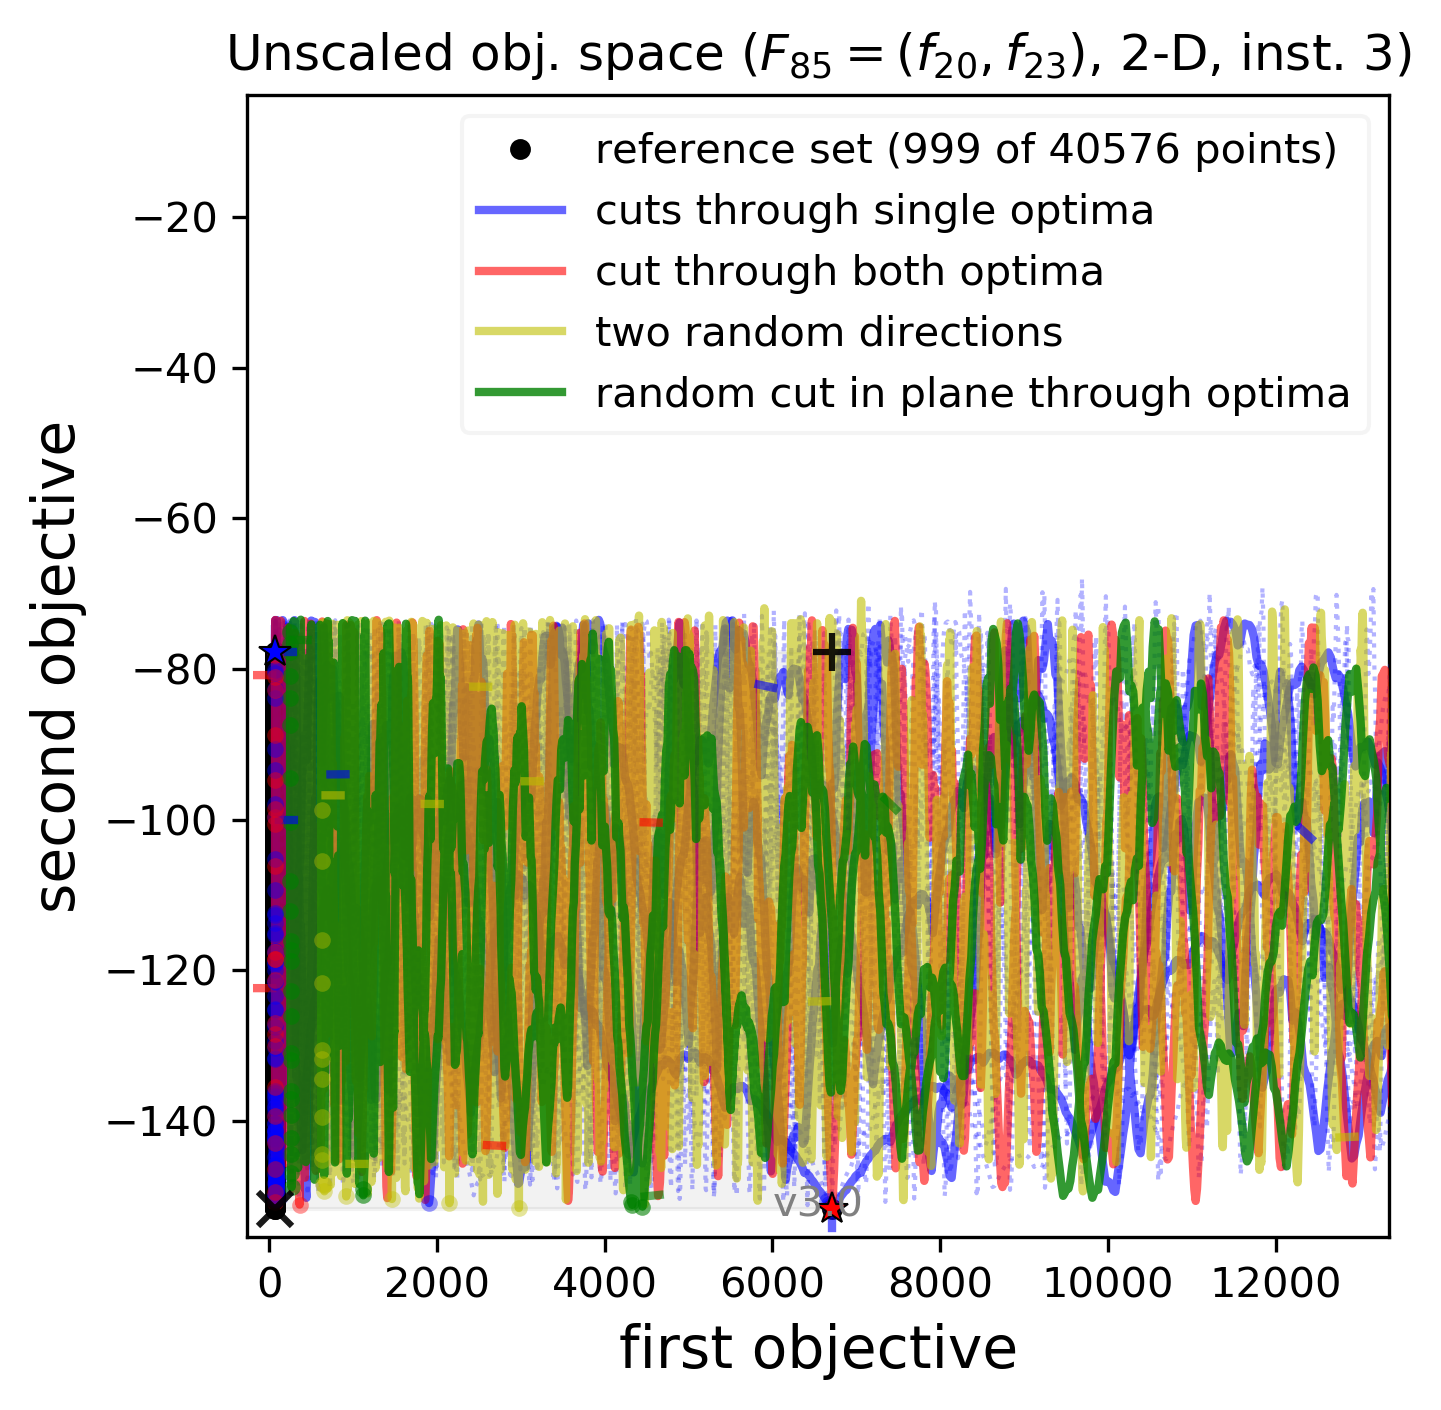 Unscaled obj. space (F₈₅ = (f₂₀, f₂₃), 2-D, inst. 3)
reference set (999 of 40576 points)
cuts through single optima
cut through both optima
two random directions
random cut in plane through optima
second objective
−20
−40
−60
−80
−100
−120
−140
0 2000 4000 6000 8000 10000 12000
first objective